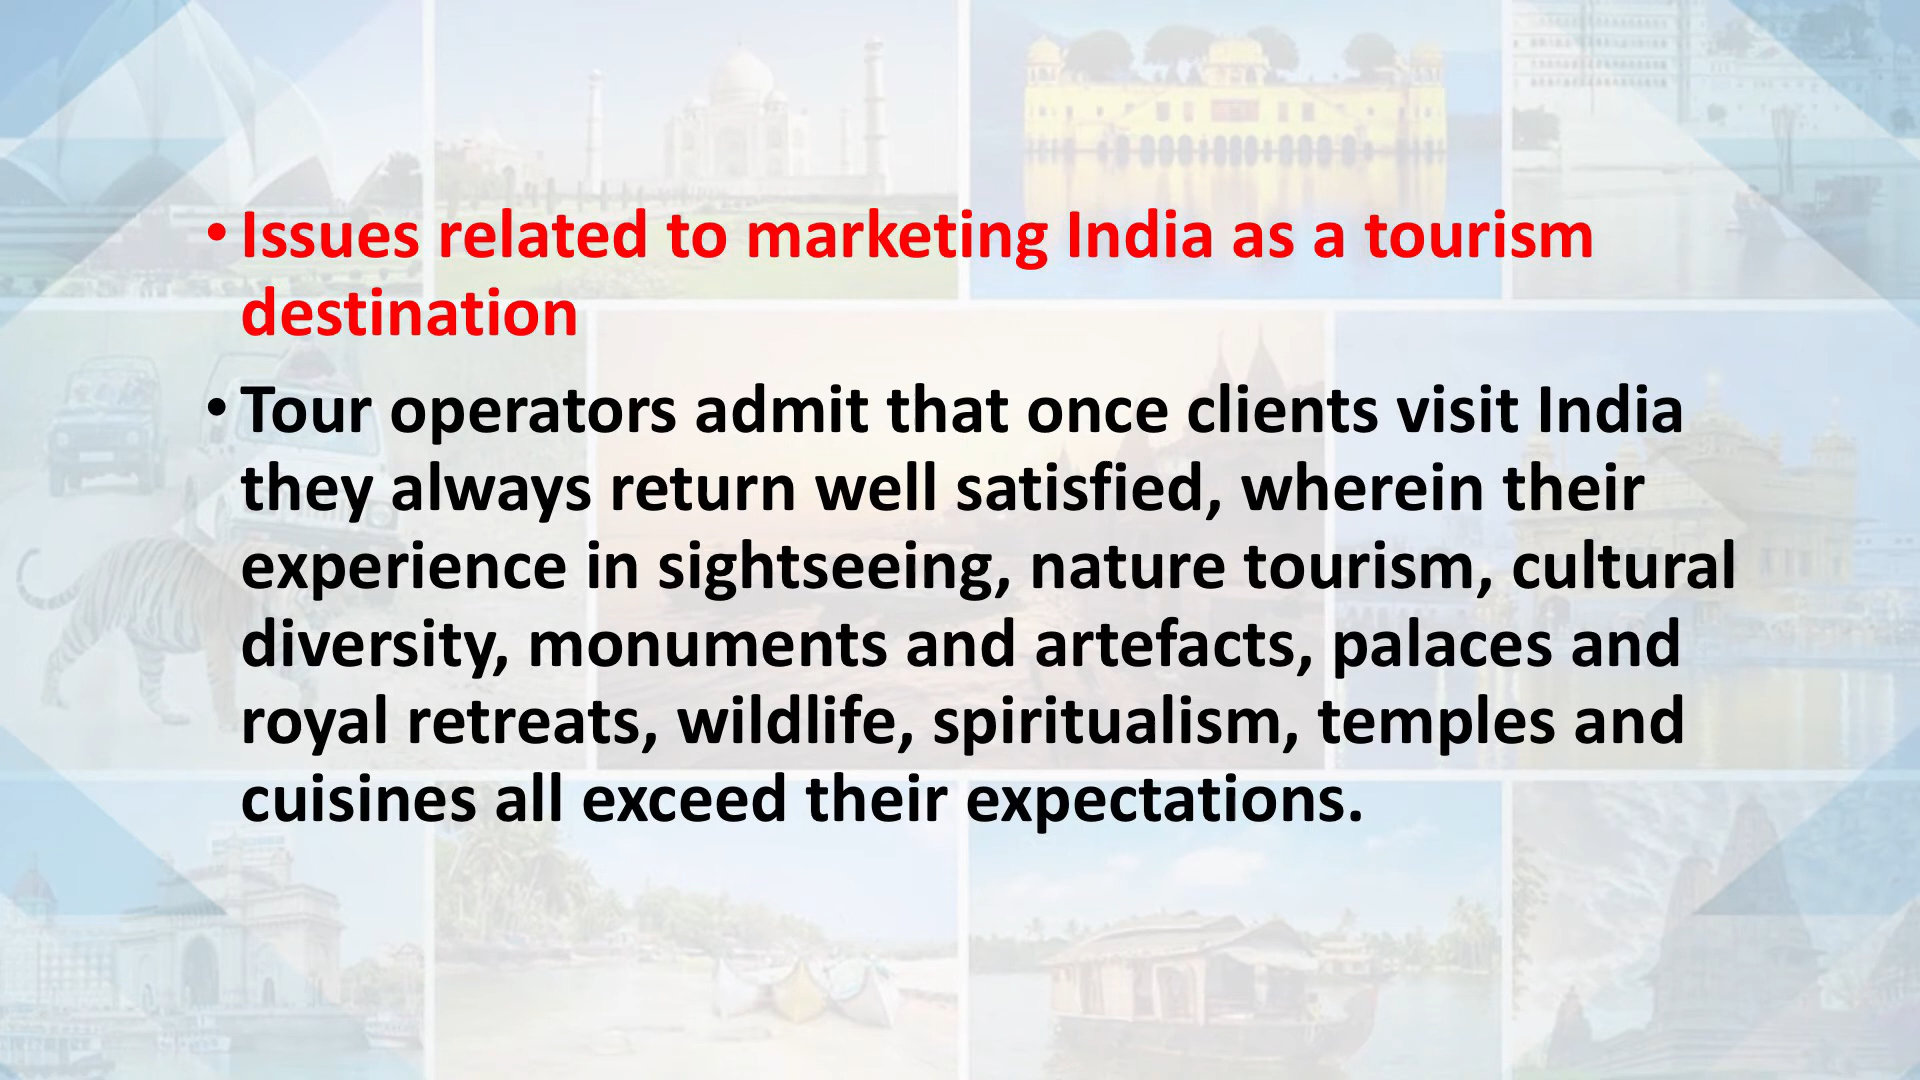 • Issues related to marketing India as a tourism
destination
• Tour operators admit that once clients visit India
they always return well satisfied, wherein their
experience in sightseeing, nature tourism, cultural
diversity, monuments and artefacts, palaces and
royal retreats, wildlife, spiritualism, temples and
cuisines all exceed their expectations.